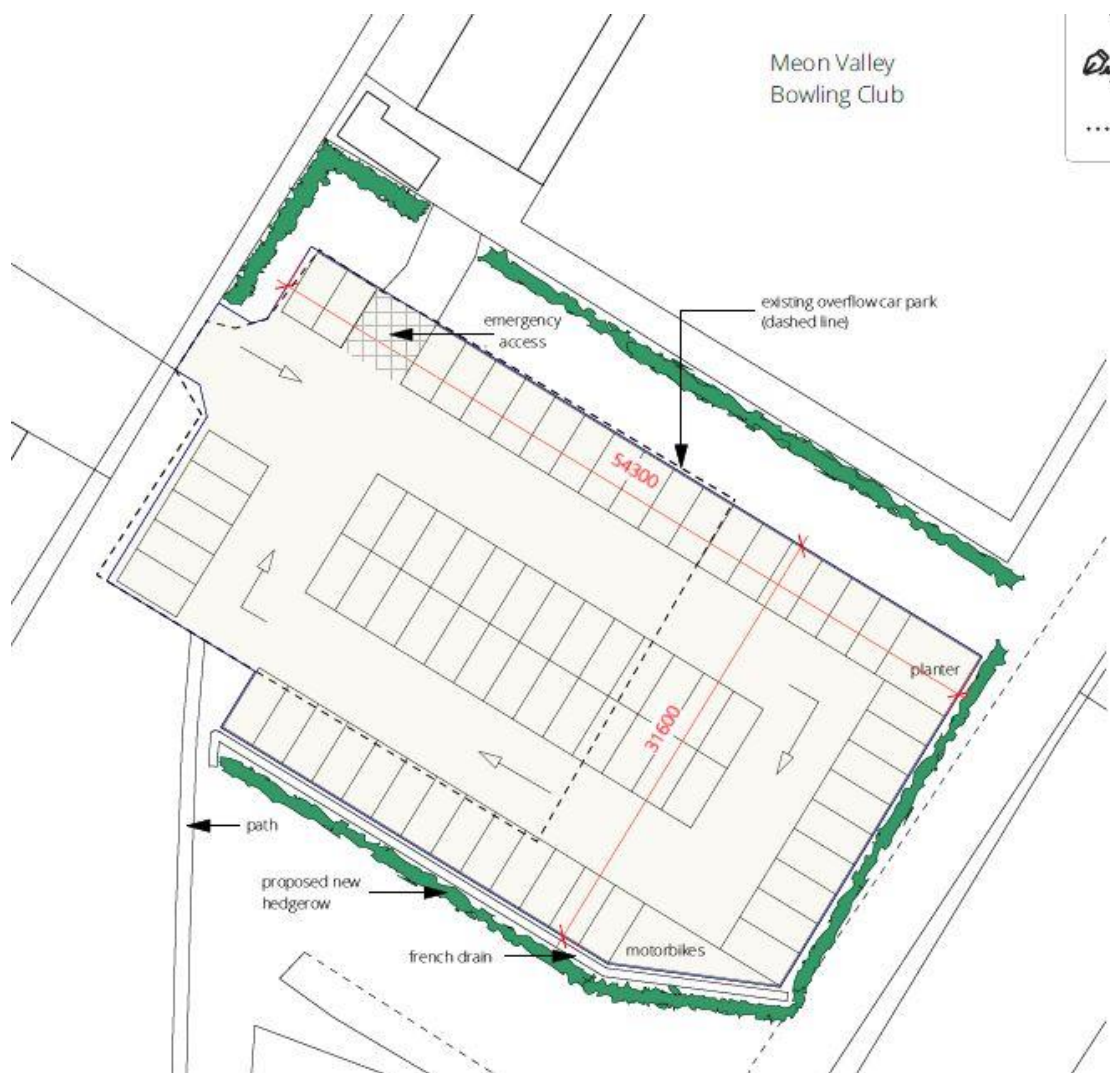 Meon Valley
Bowling Club
...
existing overflow car park
(dashed line)
emergency
access
54300
planter
31600
path
proposed new
hedgerow
french drain
motorbikes